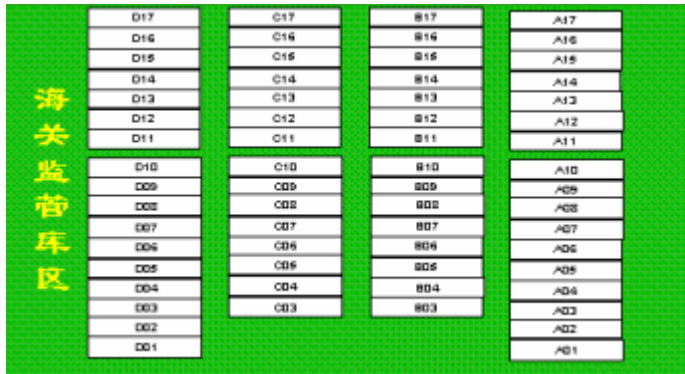 海关监营库区
D17 C17 B17 A17
D16 C16 B16 A16
D15 C15 B15 A15
D14 C14 B14 A14
D13 C13 B13 A13
D12 C12 B12 A12
D11 C11 B11 A11
D10 C10 B10 A10
D09 C09 B09 A09
D08 C08 B08 A08
D07 C07 B07 A07
D06 C06 B06 A06
D05 C05 B05 A05
D04 C04 B04 A04
D03 C03 B03 A03
D02 A02
D01 A01